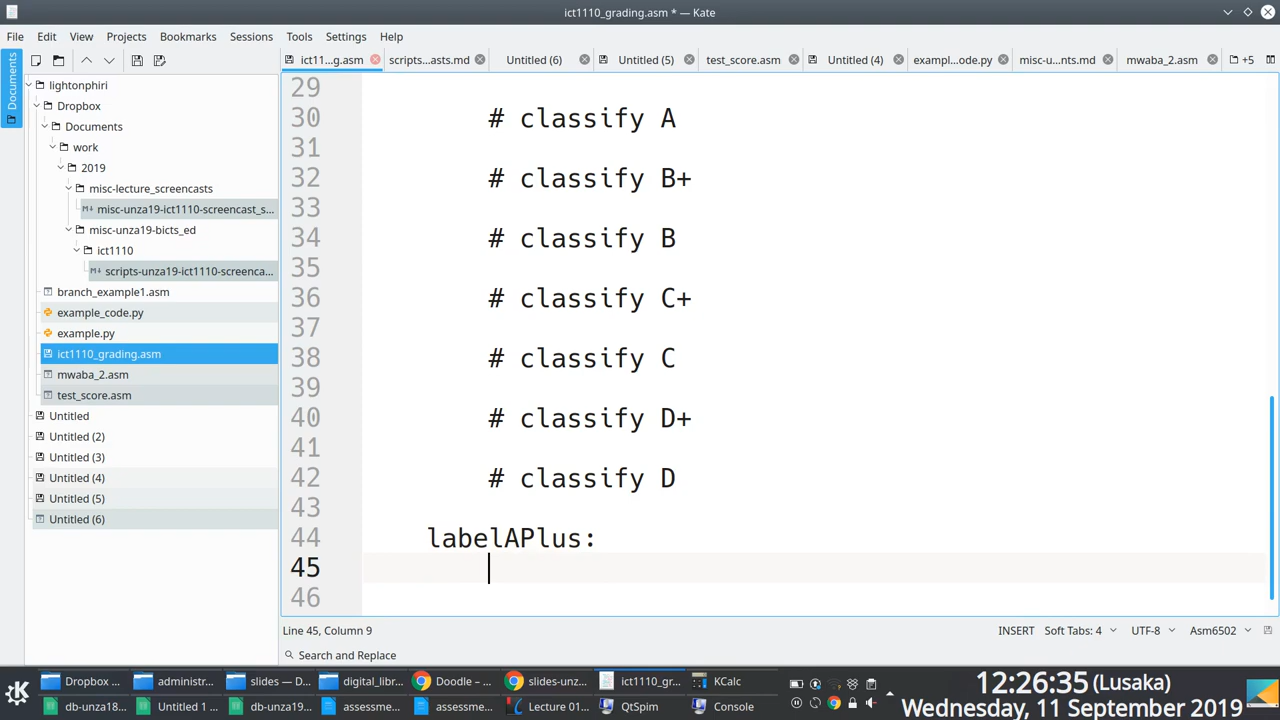 ict1110_grading.asm * — Kate
File Edit View Projects Bookmarks Sessions Tools Settings Help
Documents
ict11...g.asm scripts...asts.md Untitled (6) Untitled (5) test_score.asm Untitled (4) exampl...ode.py misc-u...nts.md mwaba_2.asm +5
lightonphiri
Dropbox
Documents
work
2019
misc-lecture_screencasts
misc-unza19-ict1110-screencast_s...
misc-unza19-bicts_ed
ict1110
scripts-unza19-ict1110-screenca...
branch_example1.asm
example_code.py
example.py
ict1110_grading.asm
mwaba_2.asm
test_score.asm
Untitled
Untitled (2)
Untitled (3)
Untitled (4)
Untitled (5)
Untitled (6)
29
30 # classify A
31
32 # classify B+
33
34 # classify B
35
36 # classify C+
37
38 # classify C
39
40 # classify D+
41
42 # classify D
43
44 labelAPlus:
45
46
Line 45, Column 9 INSERT Soft Tabs: 4 UTF-8 Asm6502
Search and Replace
Dropbox ... administr... slides — D... digital_libr... Doodle – ... slides-unz... ict1110_gr... KCalc
db-unza18... Untitled 1 ... db-unza19... assessme... assessme... Lecture 01... QtSpim Console
12:26:35 (Lusaka)
Wednesday, 11 September 2019